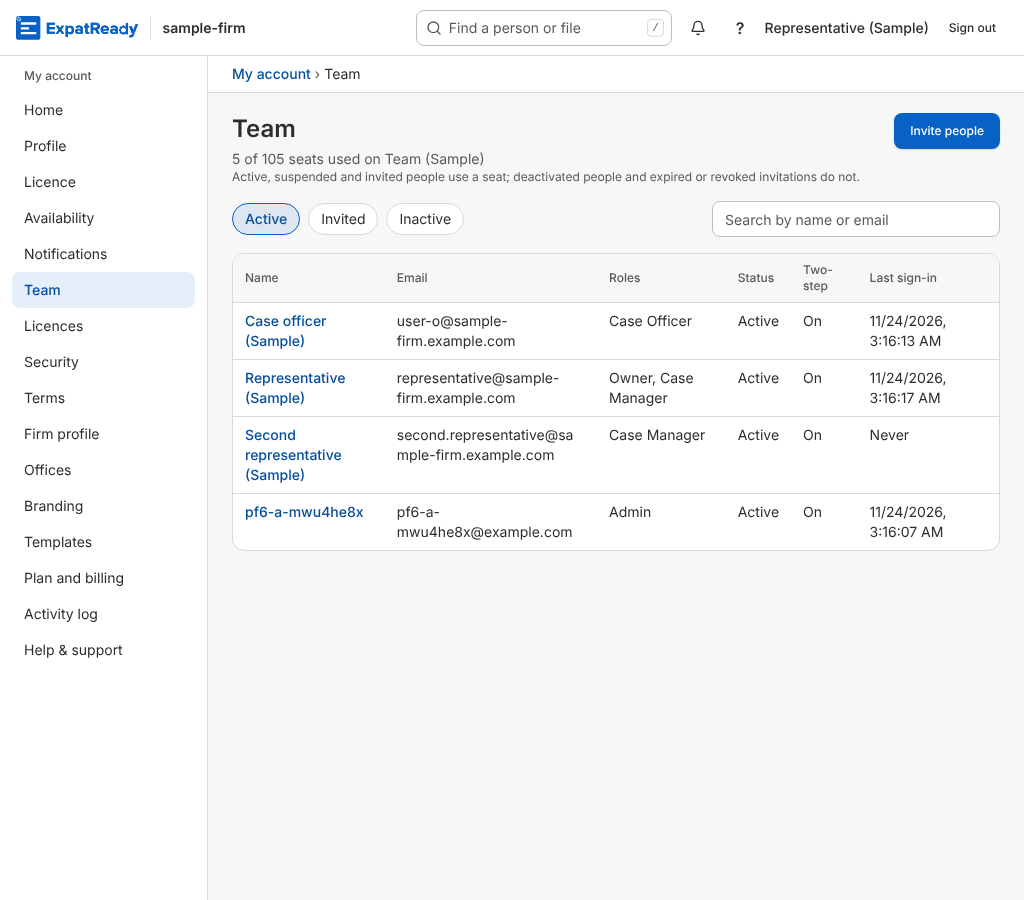 ExpatReady
sample-firm
Find a person or file
/
?
Representative (Sample)
Sign out
My account
Home
Profile
Licence
Availability
Notifications
Team
Licences
Security
Terms
Firm profile
Offices
Branding
Templates
Plan and billing
Activity log
Help & support
My account › Team
Team
Invite people
5 of 105 seats used on Team (Sample)
Active, suspended and invited people use a seat; deactivated people and expired or revoked invitations do not.
Active
Invited
Inactive
Search by name or email
Name
Email
Roles
Status
Two-
step
Last sign-in
Case officer
(Sample)
user-o@sample-
firm.example.com
Case Officer
Active
On
11/24/2026,
3:16:13 AM
Representative
(Sample)
representative@sample-
firm.example.com
Owner, Case
Manager
Active
On
11/24/2026,
3:16:17 AM
Second
representative
(Sample)
second.representative@sa
mple-firm.example.com
Case Manager
Active
On
Never
pf6-a-mwu4he8x
pf6-a-
mwu4he8x@example.com
Admin
Active
On
11/24/2026,
3:16:07 AM